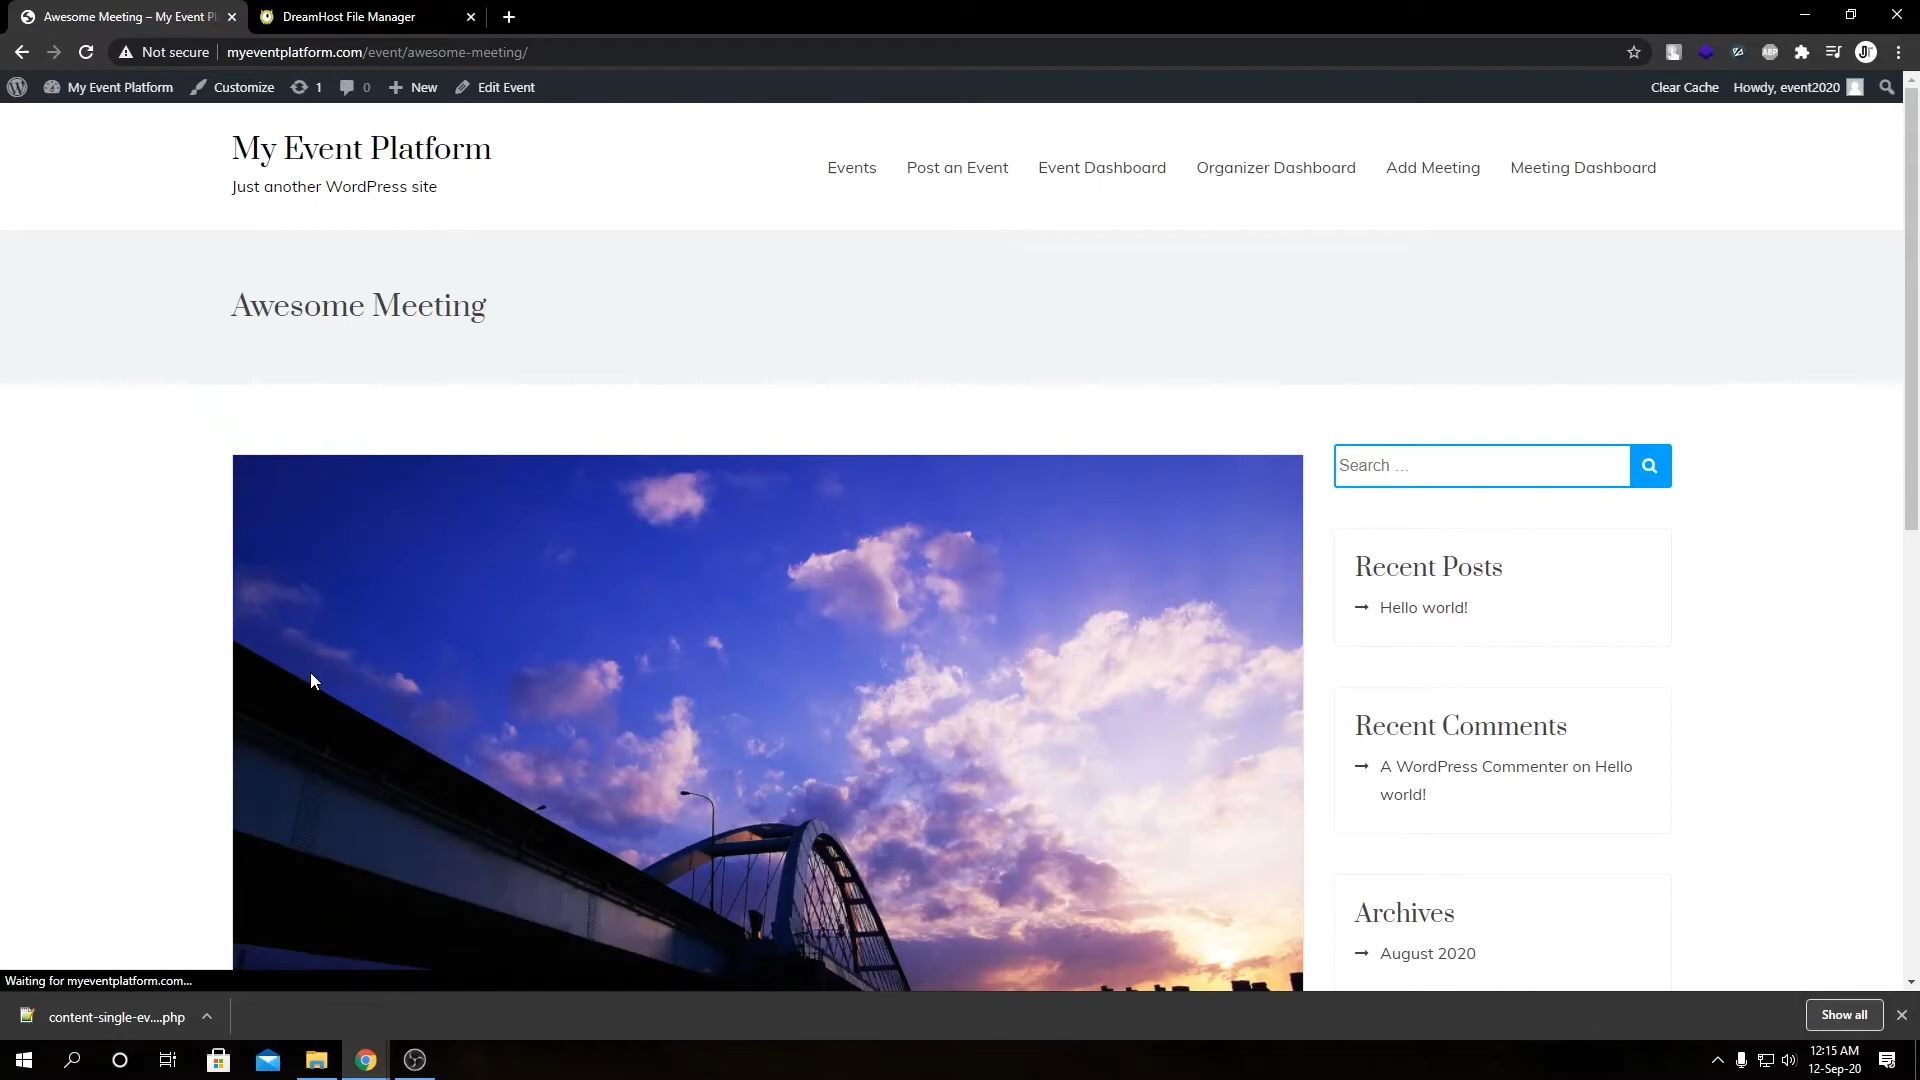 Awesome Meeting – My Event Pl
DreamHost File Manager
Not secure
myeventplatform.com/event/awesome-meeting/
ABP
My Event Platform
Customize
1
0
New
Edit Event
Clear Cache
Howdy, event2020
My Event Platform
Just another WordPress site
Events
Post an Event
Event Dashboard
Organizer Dashboard
Add Meeting
Meeting Dashboard
Awesome Meeting
Search …
Recent Posts
Hello world!
Recent Comments
A WordPress Commenter on Hello
world!
Archives
August 2020
Waiting for myeventplatform.com...
content-single-ev....php
Show all
12:15 AM
12-Sep-20